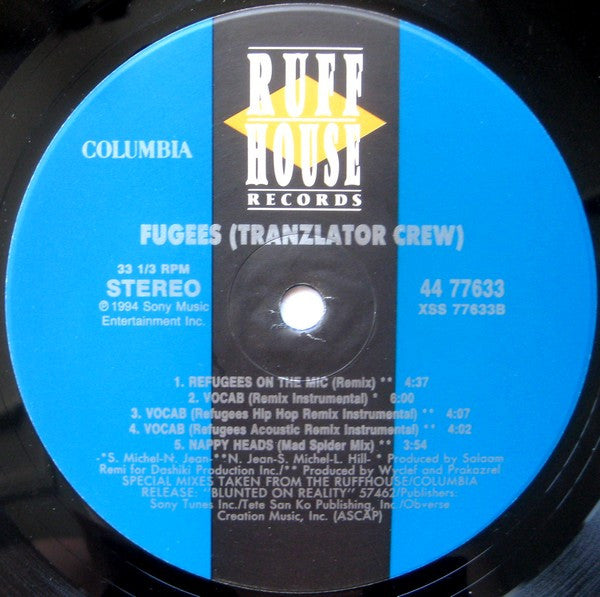 RUFF
HOUSE
RECORDS
COLUMBIA
FUGEES (TRANZLATOR CREW)
33 1/3 RPM
STEREO
℗ 1994 Sony Music
Entertainment Inc.
44 77633
XSS 77633B
1. REFUGEES ON THE MIC (Remix) ** 4:37
2. VOCAB (Remix Instrumental) * 6:00
3. VOCAB (Refugees Hip Hop Remix Instrumental) ** 4:07
4. VOCAB (Refugees Acoustic Remix Instrumental) ** 4:02
5. NAPPY HEADS (Mad Spider Mix) ** 3:54
-*S. Michel-N. Jean-**N. Jean-S. Michel-L. Hill- *Produced by Salaam
Remi for Dashiki Production Inc./** Produced by Wyclef and Prakazrel
SPECIAL MIXES TAKEN FROM THE RUFFHOUSE/COLUMBIA
RELEASE: "BLUNTED ON REALITY" 57462/Publishers:
Sony Tunes Inc./Tete San Ko Publishing, Inc./Obverse
Creation Music, Inc. (ASCAP)